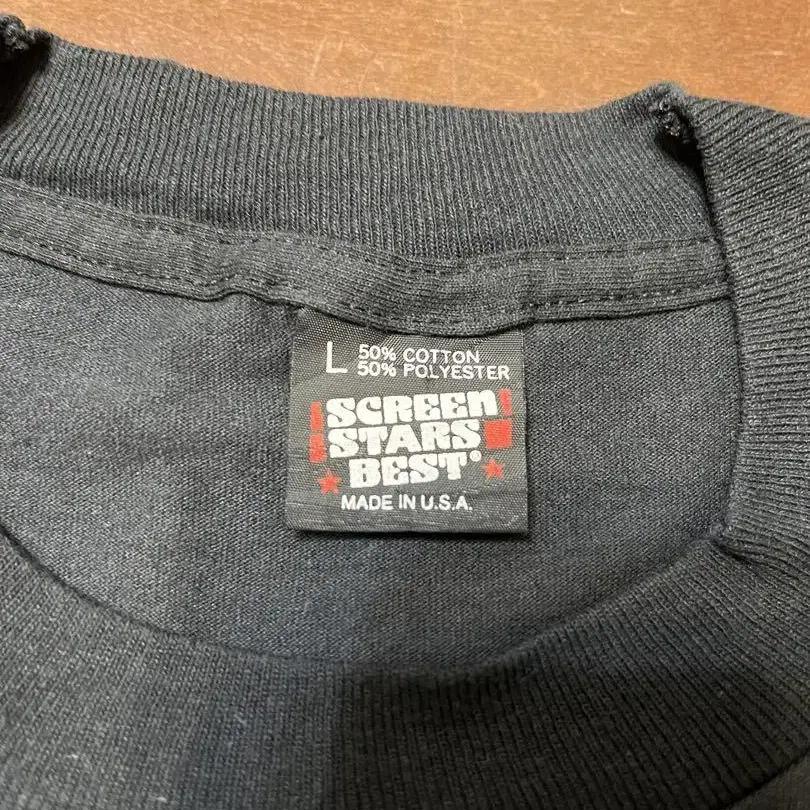 L 50% COTTON
50% POLYESTER
SCREEN
STARS
BEST®
MADE IN U.S.A.